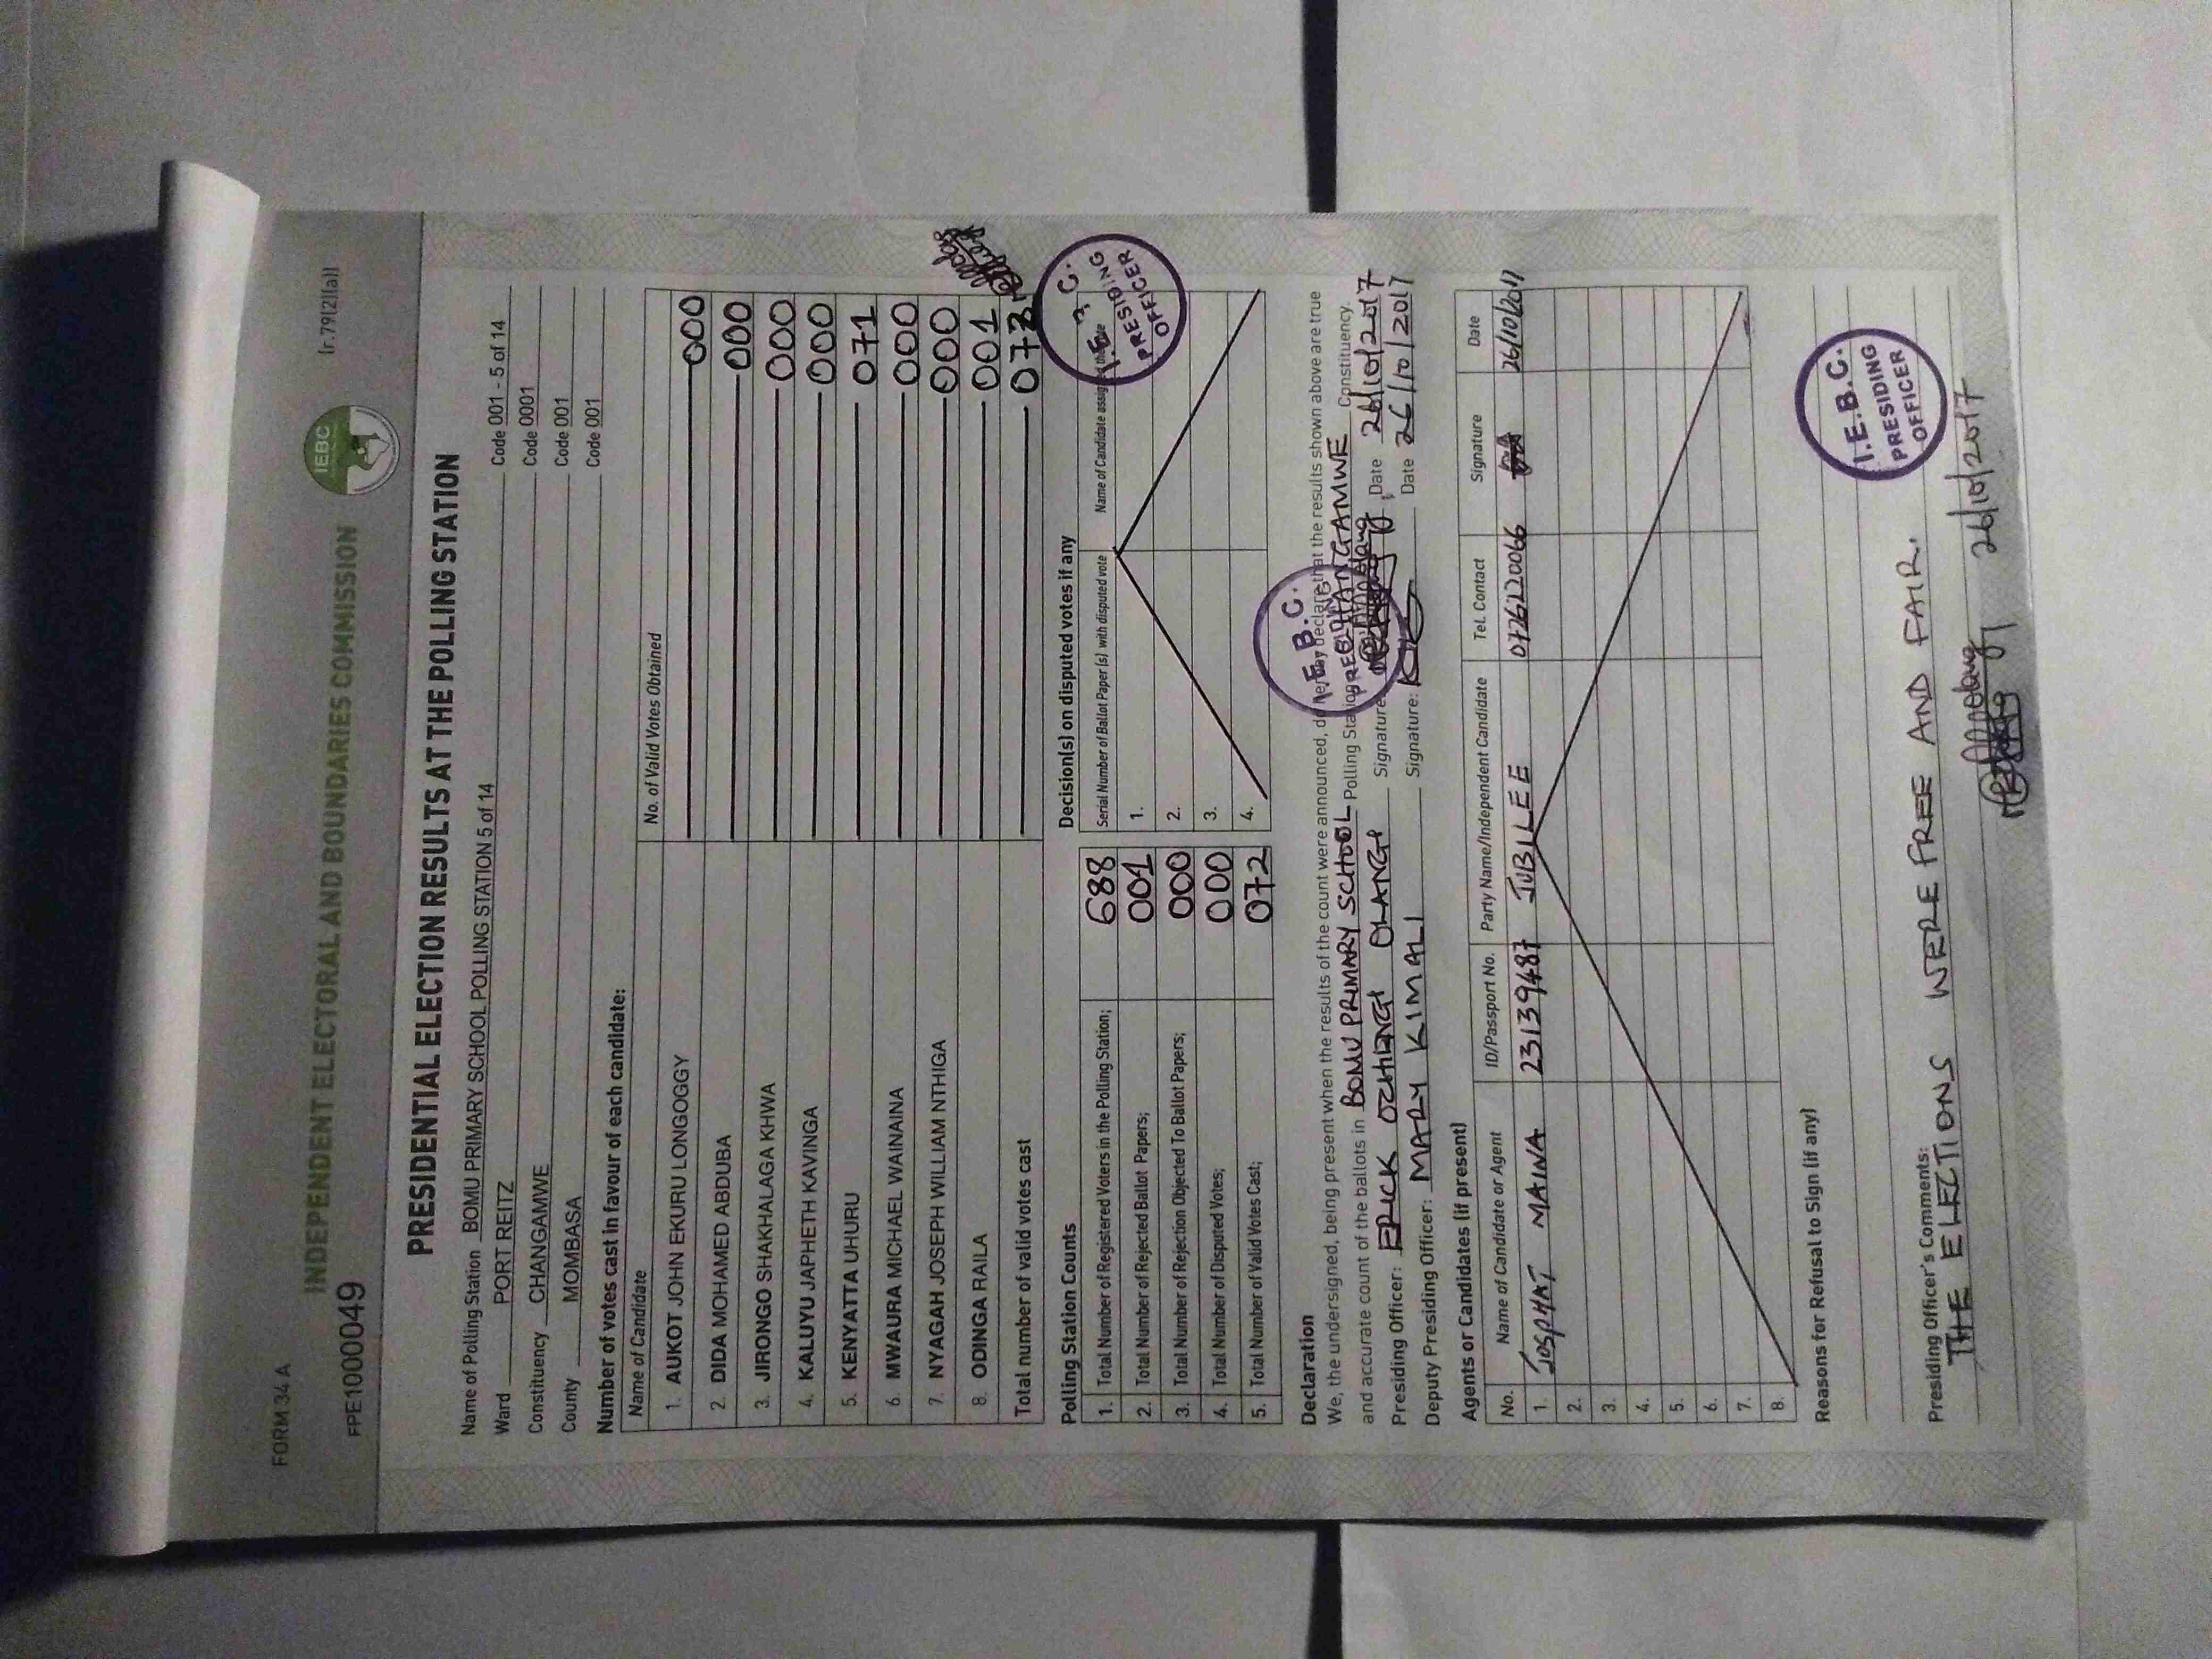 FORM 34 A
(r.79(2)(a))
INDEPENDENT ELECTORAL AND BOUNDARIES COMMISSION
IEBC
FPE1000049
PRESIDENTIAL ELECTION RESULTS AT THE POLLING STATION
Name of Polling Station BOMU PRIMARY SCHOOL POLLING STATION 5 of 14 Code 001 - 5 of 14
Ward PORT REITZ Code 0001
Constituency CHANGAMWE Code 001
County MOMBASA Code 001
Number of votes cast in favour of each candidate:
Name of Candidate No. of Valid Votes Obtained
1. AUKOT JOHN EKURU LONGOGGY 000
2. DIDA MOHAMED ABDUBA 000
3. JIRONGO SHAKHALAGA KHWA 000
4. KALUYU JAPHETH KAVINGA 000
5. KENYATTA UHURU 071
6. MWAURA MICHAEL WAINAINA 000
7. NYAGAH JOSEPH WILLIAM NTHIGA 000
8. ODINGA RAILA 001
Total number of valid votes cast
Polling Station Counts
1. Total Number of Registered Voters in the Polling Station; 688
2. Total Number of Rejected Ballot Papers; 001
3. Total Number of Rejection Objected To Ballot Papers; 000
4. Total Number of Disputed Votes; 000
5. Total Number of Valid Votes Cast; 072
Decision(s) on disputed votes if any
Serial Number of Ballot Paper (s) with disputed vote Name of Candidate
1.
2.
3.
4.
I.E.B.C. PRESIDING OFFICER
Declaration
We, the undersigned, being present when the results of the count were announced, do hereby declare that the results shown above are true
and accurate count of the ballots in BOMU PRIMARY SCHOOL Polling Station CHANGAMWE Constituency.
Presiding Officer: ERICK OCHIENG OLANG Signature: Date 26/10/2017
Deputy Presiding Officer: MARY KIMALI Signature: Date 26/10/2017
I.E.B.C.
Agents or Candidates (if present)
No. Name of Candidate or Agent ID/Passport No. Party Name/Independent Candidate Tel. Contact Signature Date
1. JOSPHAT MAINA 23139487 JUBILEE 0726220066 26/10/2017
2.
3.
4.
5.
6.
7.
8.
Reasons for Refusal to Sign (if any)
I.E.B.C. PRESIDING OFFICER
Presiding Officer's Comments:
THE ELECTIONS WERE FREE AND FAIR.
26/10/2017